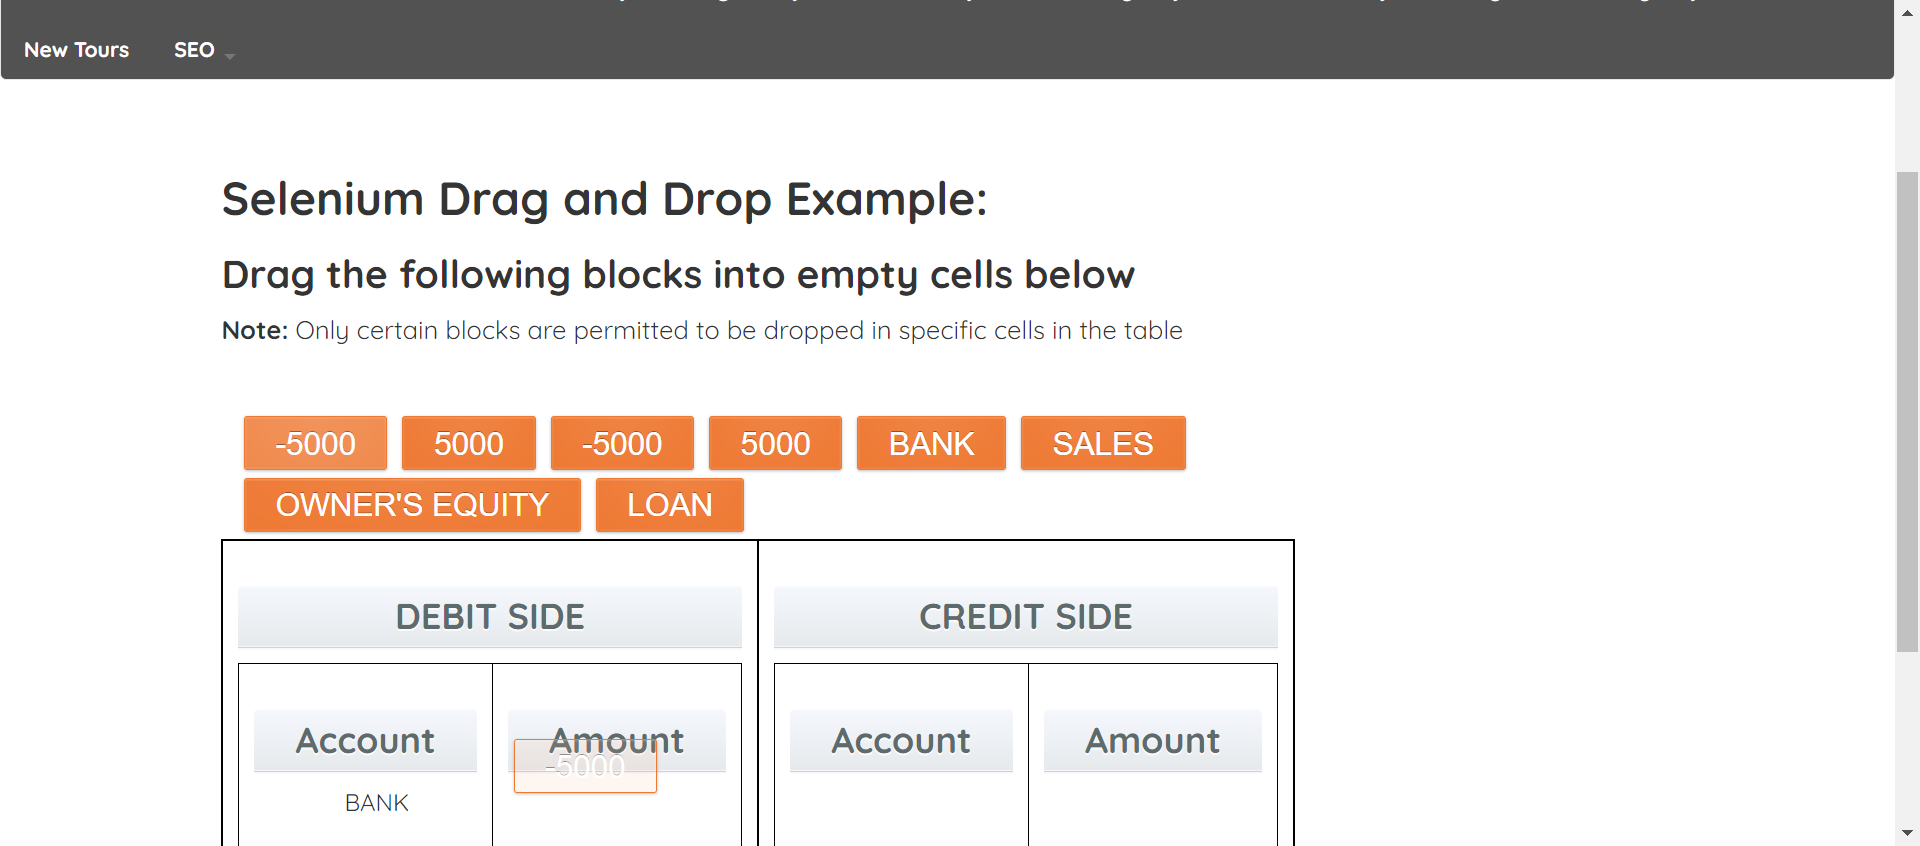 New Tours SEO
Selenium Drag and Drop Example:
Drag the following blocks into empty cells below
Note: Only certain blocks are permitted to be dropped in specific cells in the table
-5000 5000 -5000 5000 BANK SALES
OWNER'S EQUITY LOAN
DEBIT SIDE CREDIT SIDE
Account Amount Account Amount
-5000
BANK